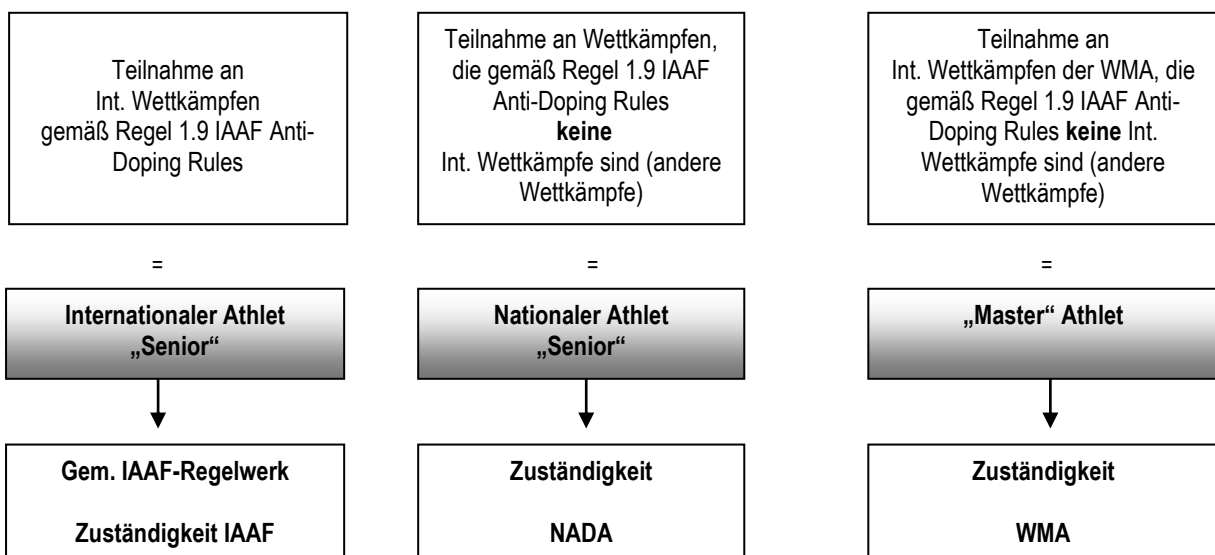 Teilnahme an
Int. Wettkämpfen
gemäß Regel 1.9 IAAF Anti-
Doping Rules
Teilnahme an Wettkämpfen,
die gemäß Regel 1.9 IAAF
Anti-Doping Rules
keine
Int. Wettkämpfe sind (andere
Wettkämpfe)
Teilnahme an
Int. Wettkämpfen der WMA, die
gemäß Regel 1.9 IAAF Anti-
Doping Rules keine Int.
Wettkämpfe sind (andere
Wettkämpfe)
=
=
=
Internationaler Athlet
„Senior“
Nationaler Athlet
„Senior“
„Master“ Athlet
Gem. IAAF-Regelwerk
Zuständigkeit IAAF
Zuständigkeit
NADA
Zuständigkeit
WMA